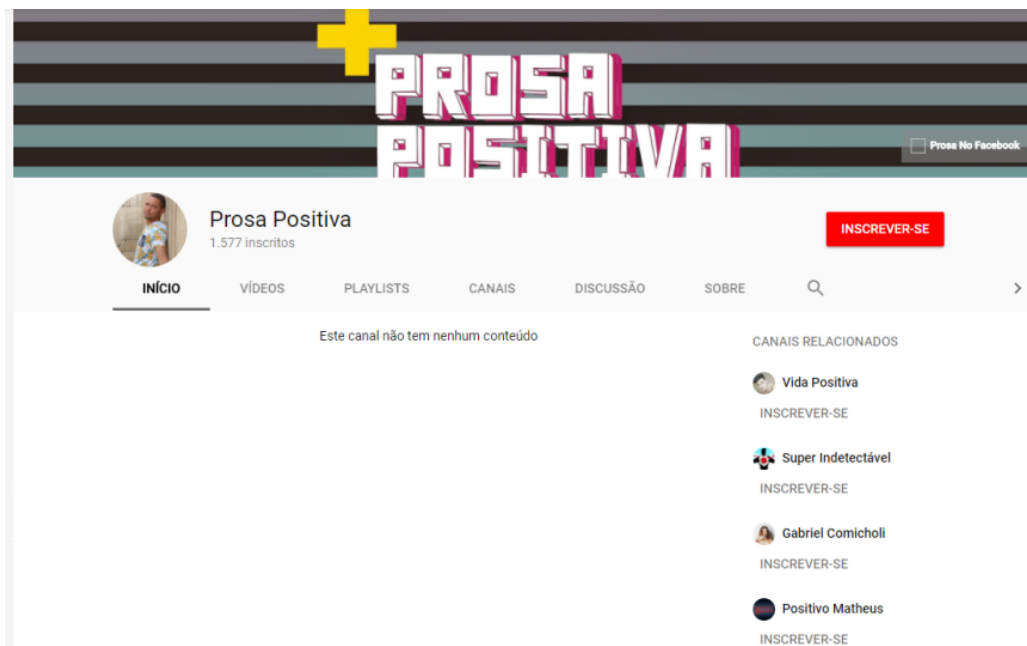 PROSA
POSITIVA
Prosa No Facebook
Prosa Positiva
1.577 inscritos
INSCREVER-SE
INÍCIO VÍDEOS PLAYLISTS CANAIS DISCUSSÃO SOBRE
Este canal não tem nenhum conteúdo
CANAIS RELACIONADOS
Vida Positiva
INSCREVER-SE
Super Indetectável
INSCREVER-SE
Gabriel Comicholi
INSCREVER-SE
Positivo Matheus
INSCREVER-SE